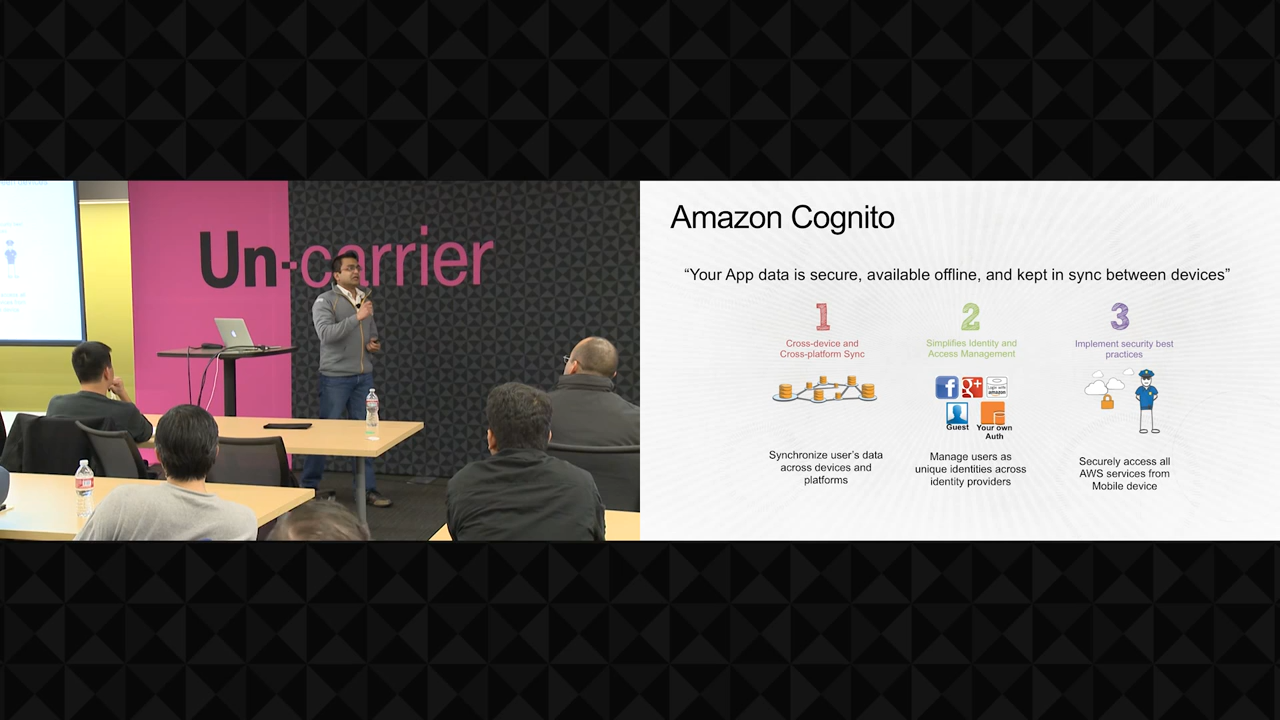 Un-carrier
Amazon Cognito
“Your App data is secure, available offline, and kept in sync between devices”
1
2
3
Cross-device and
Cross-platform Sync
Simplifies Identity and
Access Management
Implement security best
practices
f
g+
Login with
amazon
Guest
Your own
Auth
Synchronize user’s data
across devices and
platforms
Manage users as
unique identities across
identity providers
Securely access all
AWS services from
Mobile device